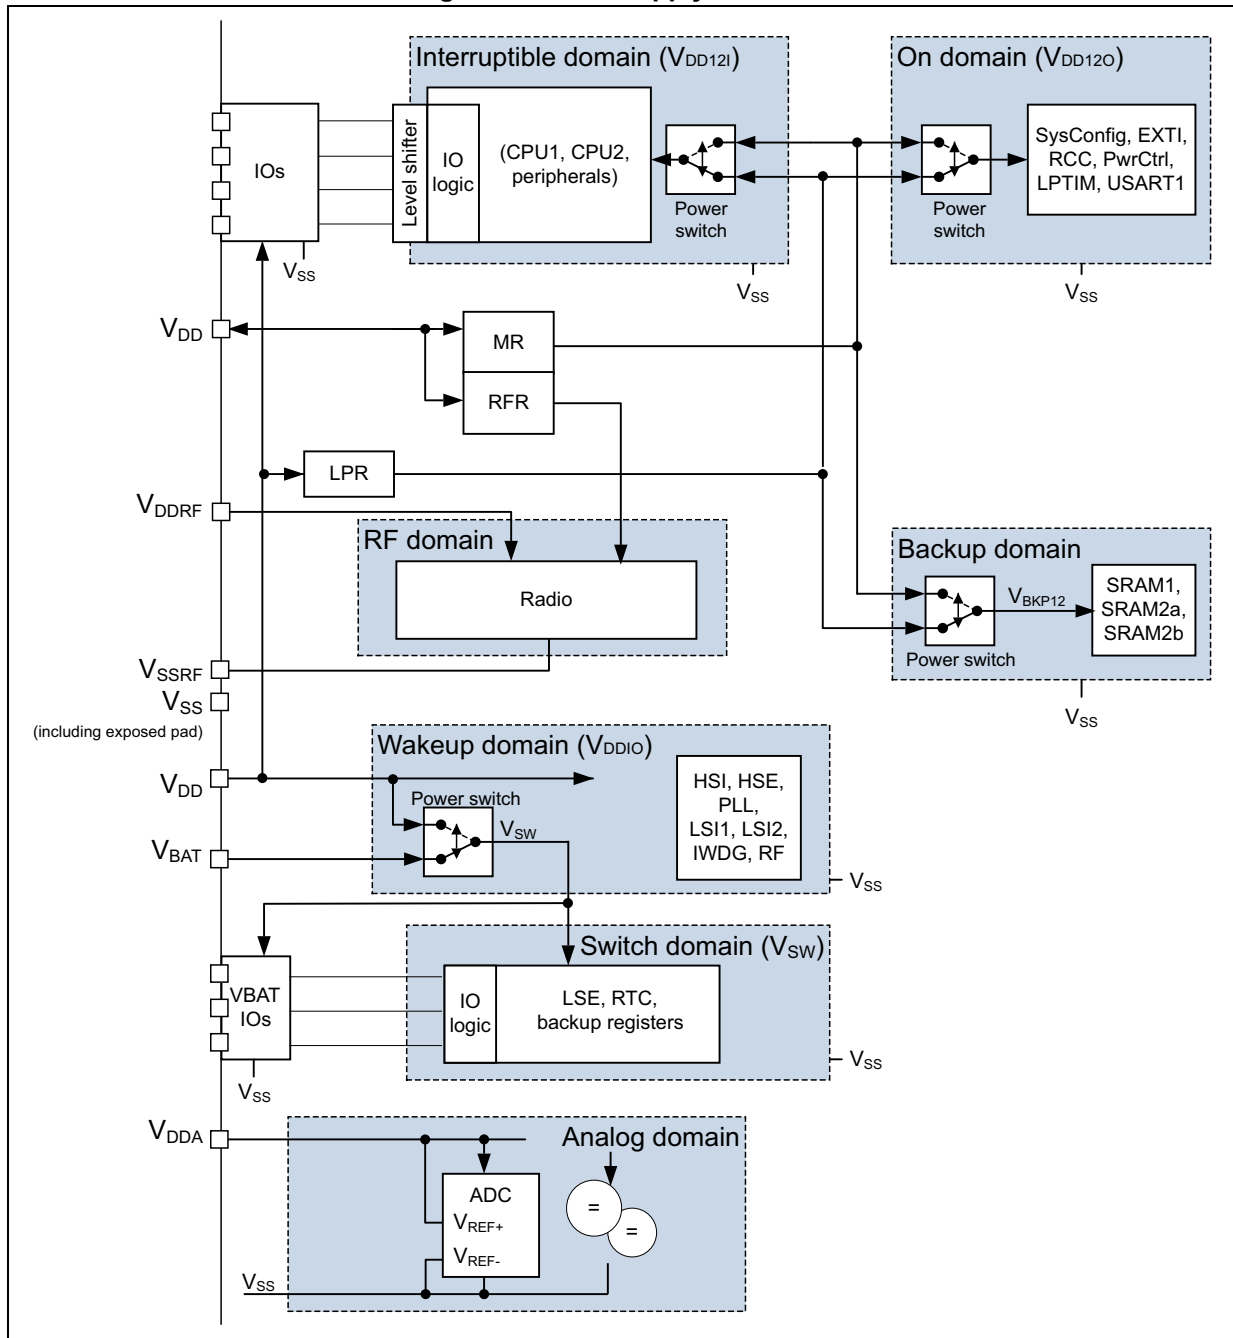 Interruptible domain (VDD12I)
On domain (VDD12O)
IOs
Level shifter
IO
logic
(CPU1, CPU2,
peripherals)
Power
switch
Power
switch
SysConfig, EXTI,
RCC, PwrCtrl,
LPTIM, USART1
VSS
VSS
VSS
VDD
MR
RFR
LPR
VDDRF
RF domain
Radio
Backup domain
VBKP12
SRAM1,
SRAM2a,
SRAM2b
Power switch
VSS
VSSRF
VSS
(including exposed pad)
Wakeup domain (VDDIO)
VDD
Power switch
VSW
HSI, HSE,
PLL,
LSI1, LSI2,
IWDG, RF
VBAT
VSS
Switch domain (VSW)
VBAT
IOs
IO
logic
LSE, RTC,
backup registers
VSS
VSS
VDDA
Analog domain
ADC
VREF+
VREF-
=
=
VSS